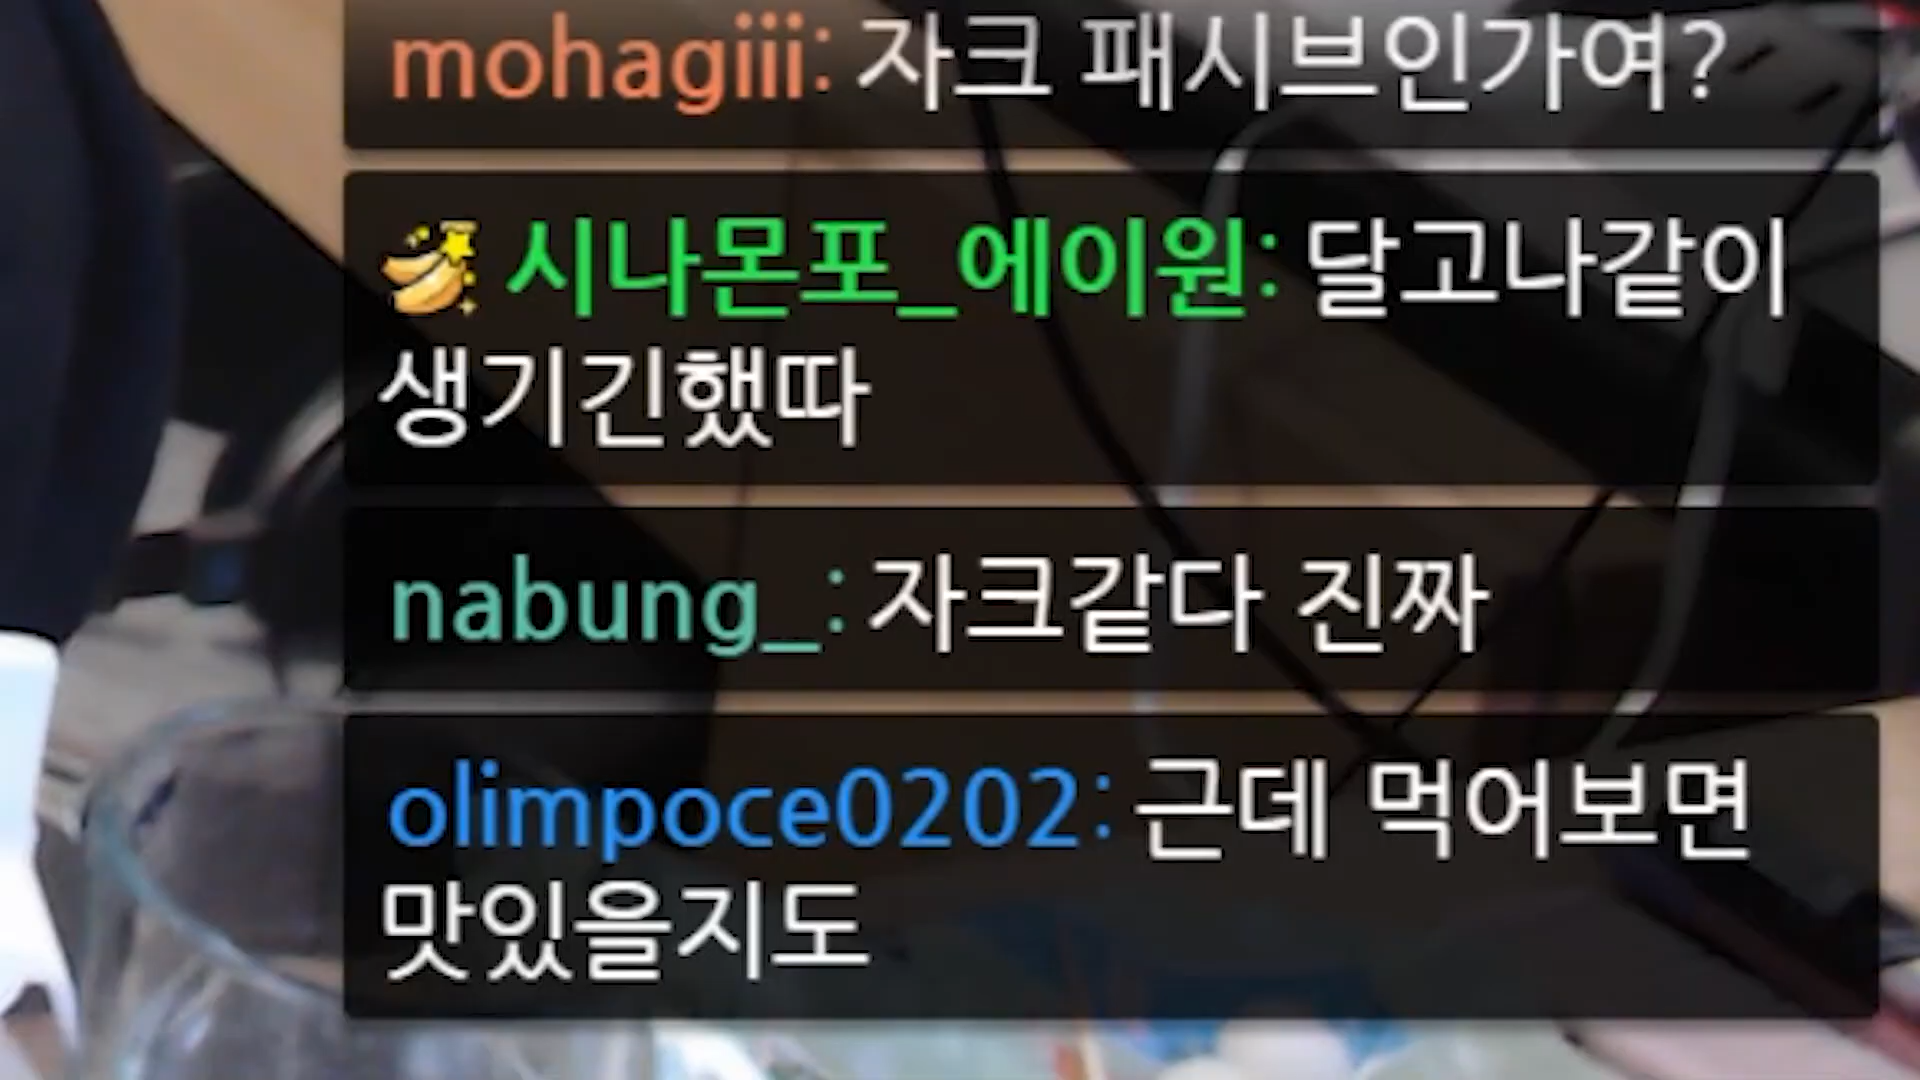 mohagiii: 자크 패시브인가여?
시나몬포_에이원: 달고나같이
생기긴했따
nabung_: 자크같다 진짜
olimpoce0202: 근데 먹어보면
맛있을지도